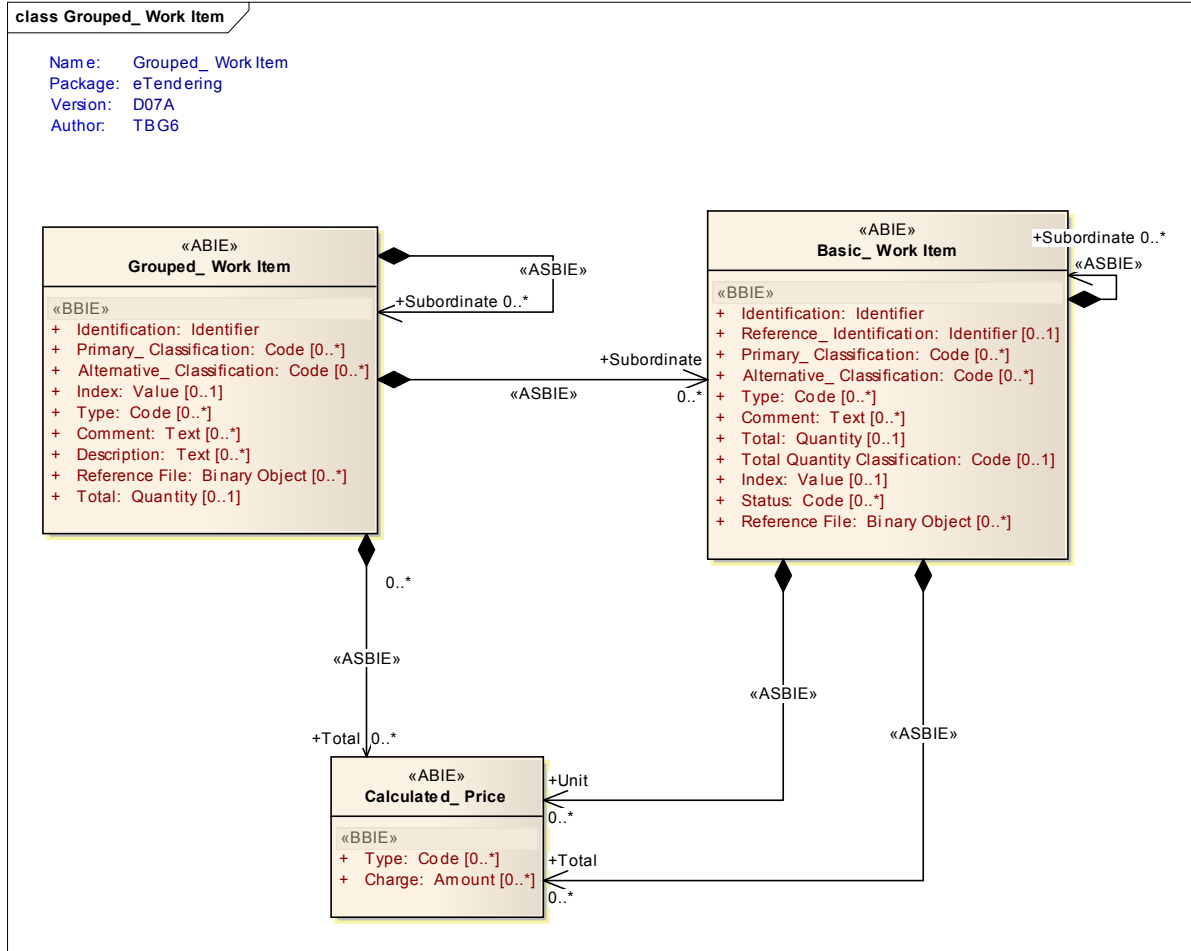 class Grouped_ Work Item
Name: Grouped_ Work Item
Package: eTendering
Version: D07A
Author: TBG6
«ABIE»
Grouped_ Work Item
«BBIE»
+ Identification: Identifier
+ Primary_ Classification: Code [0..*]
+ Alternative_ Classification: Code [0..*]
+ Index: Value [0..1]
+ Type: Code [0..*]
+ Comment: Text [0..*]
+ Description: Text [0..*]
+ Reference File: Binary Object [0..*]
+ Total: Quantity [0..1]
«ASBIE»
+Subordinate 0..*
+Subordinate
«ASBIE»
0..*
«ABIE»
Basic_ Work Item
«BBIE»
+ Identification: Identifier
+ Reference_ Identification: Identifier [0..1]
+ Primary_ Classification: Code [0..*]
+ Alternative_ Classification: Code [0..*]
+ Type: Code [0..*]
+ Comment: Text [0..*]
+ Total: Quantity [0..1]
+ Total Quantity Classification: Code [0..1]
+ Index: Value [0..1]
+ Status: Code [0..*]
+ Reference File: Binary Object [0..*]
+Subordinate 0..*
«ASBIE»
0..*
«ASBIE»
+Total 0..*
«ASBIE»
«ASBIE»
«ABIE»
Calculated_ Price
«BBIE»
+ Type: Code [0..*]
+ Charge: Amount [0..*]
+Unit
0..*
+Total
0..*